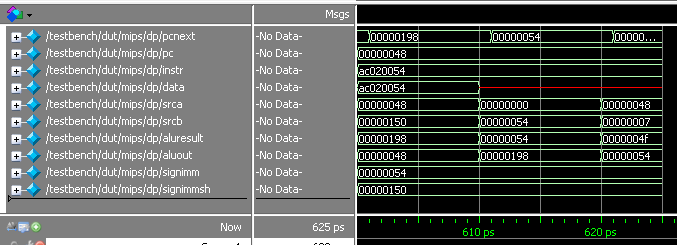 Msgs
/testbench/dut/mips/dp/pcnext -No Data- 00000198 00000054 00000...
/testbench/dut/mips/dp/pc -No Data- 00000048
/testbench/dut/mips/dp/instr -No Data- ac020054
/testbench/dut/mips/dp/data -No Data- ac020054
/testbench/dut/mips/dp/srca -No Data- 00000048 00000000 00000048
/testbench/dut/mips/dp/srcb -No Data- 00000150 00000054 00000007
/testbench/dut/mips/dp/aluresult -No Data- 00000198 00000054 0000004f
/testbench/dut/mips/dp/aluout -No Data- 00000048 00000198 00000054
/testbench/dut/mips/dp/signimm -No Data- 00000054
/testbench/dut/mips/dp/signimmsh -No Data- 00000150
Now 625 ps 610 ps 620 ps